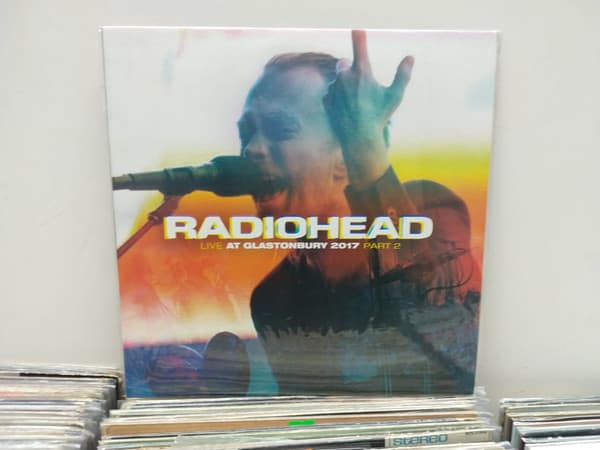 RADIOHEAD
LIVE AT GLASTONBURY 2017 PART 2
stereo